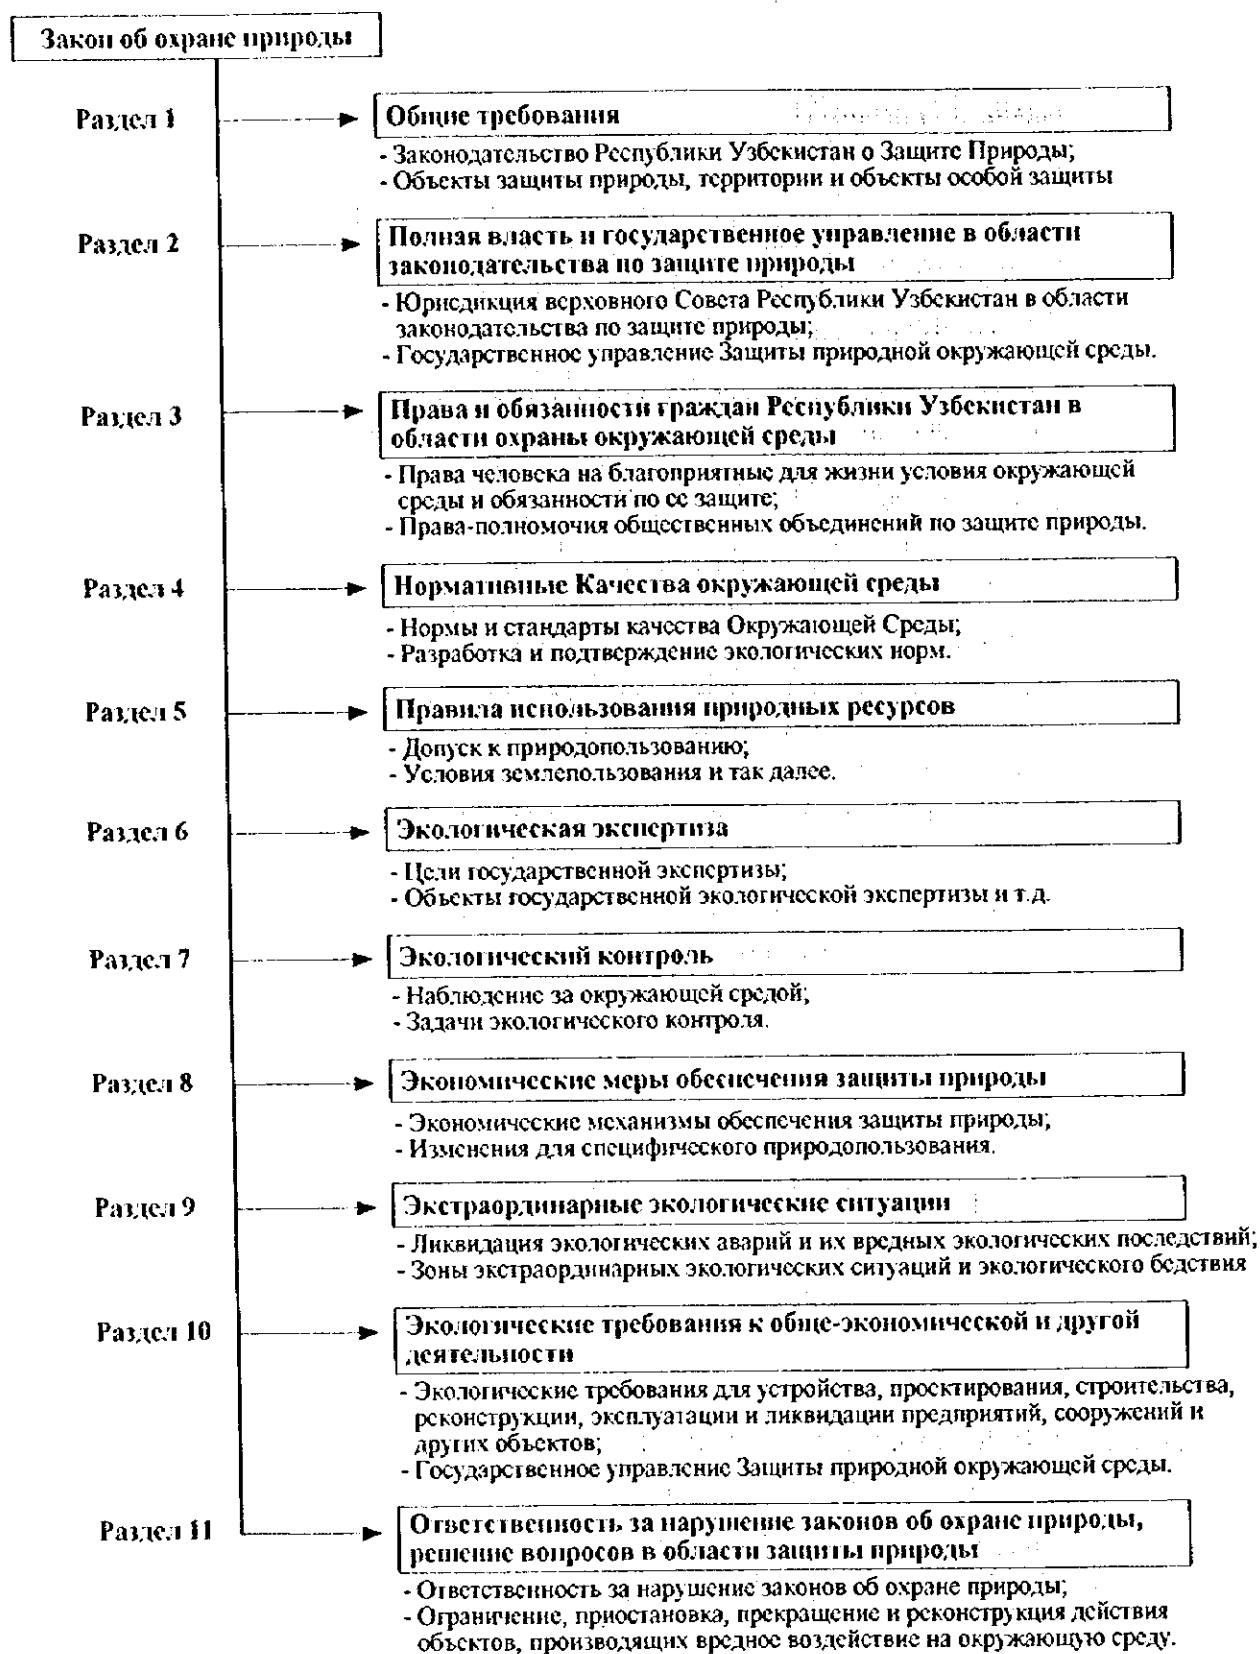 Закон об охране природы
Раздел 1
Общие требования
- Законодательство Республики Узбекистан о Защите Природы;
- Объекты защиты природы, территории и объекты особой защиты
Раздел 2
Полная власть и государственное управление в области
законодательства по защите природы
- Юрисдикция верховного Совета Республики Узбекистан в области
законодательства по защите природы;
- Государственное управление Защиты природной окружающей среды.
Раздел 3
Права и обязанности граждан Республики Узбекистан в
области охраны окружающей среды
- Права человека на благоприятные для жизни условия окружающей
среды и обязанности по ее защите;
- Права-полномочия общественных объединений по защите природы.
Раздел 4
Нормативные Качества окружающей среды
- Нормы и стандарты качества Окружающей Среды;
- Разработка и подтверждение экологических норм.
Раздел 5
Правила использования природных ресурсов
- Допуск к природопользованию;
- Условия землепользования и так далее.
Раздел 6
Экологическая экспертиза
- Цели государственной экспертизы;
- Объекты государственной экологической экспертизы и т.д.
Раздел 7
Экологический контроль
- Наблюдение за окружающей средой;
- Задачи экологического контроля.
Раздел 8
Экономические меры обеспечения защиты природы
- Экономические механизмы обеспечения защиты природы;
- Изменения для специфического природопользования.
Раздел 9
Экстраординарные экологические ситуации
- Ликвидация экологических аварий и их вредных экологических последствий;
- Зоны экстраординарных экологических ситуаций и экологического бедствия
Раздел 10
Экологические требования к обще-экономической и другой
деятельности
- Экологические требования для устройства, проектирования, строительства,
реконструкции, эксплуатации и ликвидации предприятий, сооружений и
других объектов;
- Государственное управление Защиты природной окружающей среды.
Раздел 11
Ответственность за нарушение законов об охране природы,
решение вопросов в области защиты природы
- Ответственность за нарушение законов об охране природы;
- Ограничение, приостановка, прекращение и реконструкция действия
объектов, производящих вредное воздействие на окружающую среду.